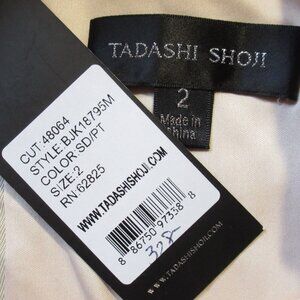 TADASHI SHOJI
2
Made in
China
CUT:48064
STYLE:BJK18795M
COLOR:SD/PT
SIZE:2
RN:62825
WWW.TADASHISHOJI.COM
8 86750 97358 8
328-
WWW.TADASHISHOJI.COM